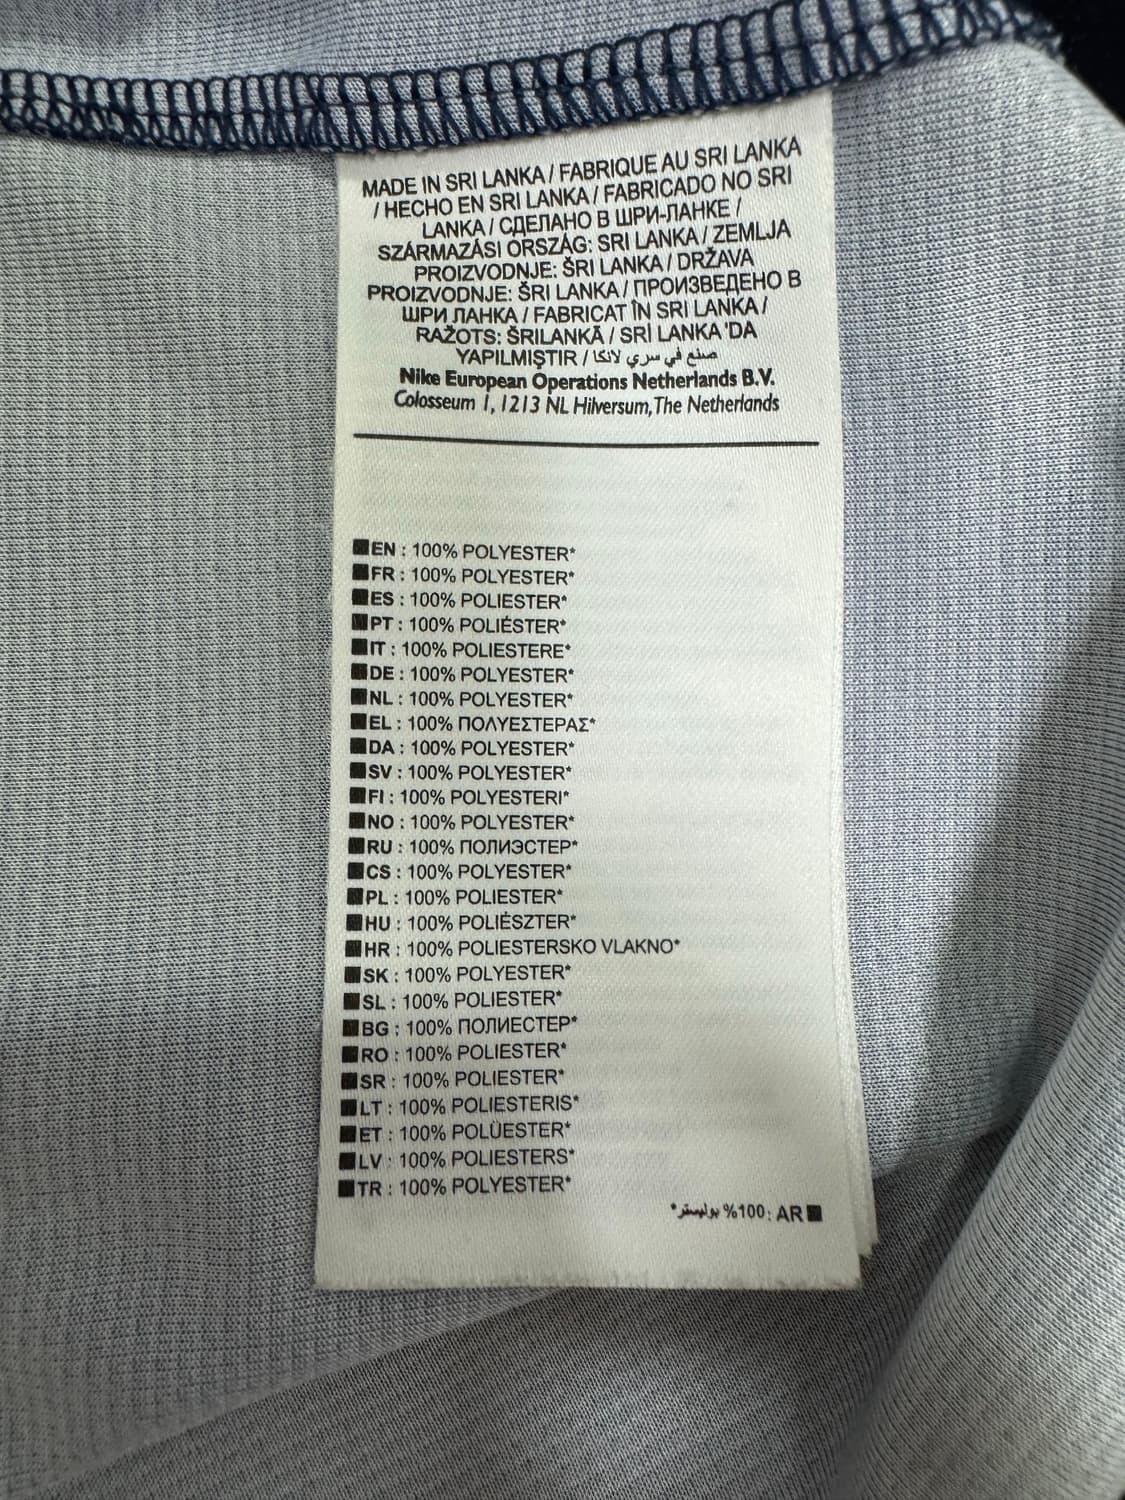 MADE IN SRI LANKA / FABRIQUE AU SRI LANKA
/ HECHO EN SRI LANKA / FABRICADO NO SRI
LANKA / СДЕЛАНО В ШРИ-ЛАНКЕ /
SZÁRMAZÁSI ORSZÁG: SRI LANKA / ZEMLJA
PROIZVODNJE: ŠRI LANKA / DRŽAVA
PROIZVODNJE: ŠRI LANKA / ПРОИЗВЕДЕНО В
ШРИ ЛАНКА / FABRICAT ÎN SRI LANKA /
RAŽOTS: ŠRILANKĀ / SRİ LANKA 'DA
YAPILMIŞTIR / صنع في سري لانكا
Nike European Operations Netherlands B.V.
Colosseum 1, 1213 NL Hilversum, The Netherlands
■EN : 100% POLYESTER*
■FR : 100% POLYESTER*
■ES : 100% POLIESTER*
■PT : 100% POLIÉSTER*
■IT : 100% POLIESTERE*
■DE : 100% POLYESTER*
■NL : 100% POLYESTER*
■EL : 100% ΠΟΛΥΕΣΤΕΡΑΣ*
■DA : 100% POLYESTER*
■SV : 100% POLYESTER*
■FI : 100% POLYESTERI*
■NO : 100% POLYESTER*
■RU : 100% ПОЛИЭСТЕР*
■CS : 100% POLYESTER*
■PL : 100% POLIESTER*
■HU : 100% POLIÉSZTER*
■HR : 100% POLIESTERSKO VLAKNO*
■SK : 100% POLYESTER*
■SL : 100% POLIESTER*
■BG : 100% ПОЛИЕСТЕР*
■RO : 100% POLIESTER*
■SR : 100% POLIESTER*
■LT : 100% POLIESTERIS*
■ET : 100% POLÜESTER*
■LV : 100% POLIESTERS*
■TR : 100% POLYESTER*
■AR :100% بوليستر*